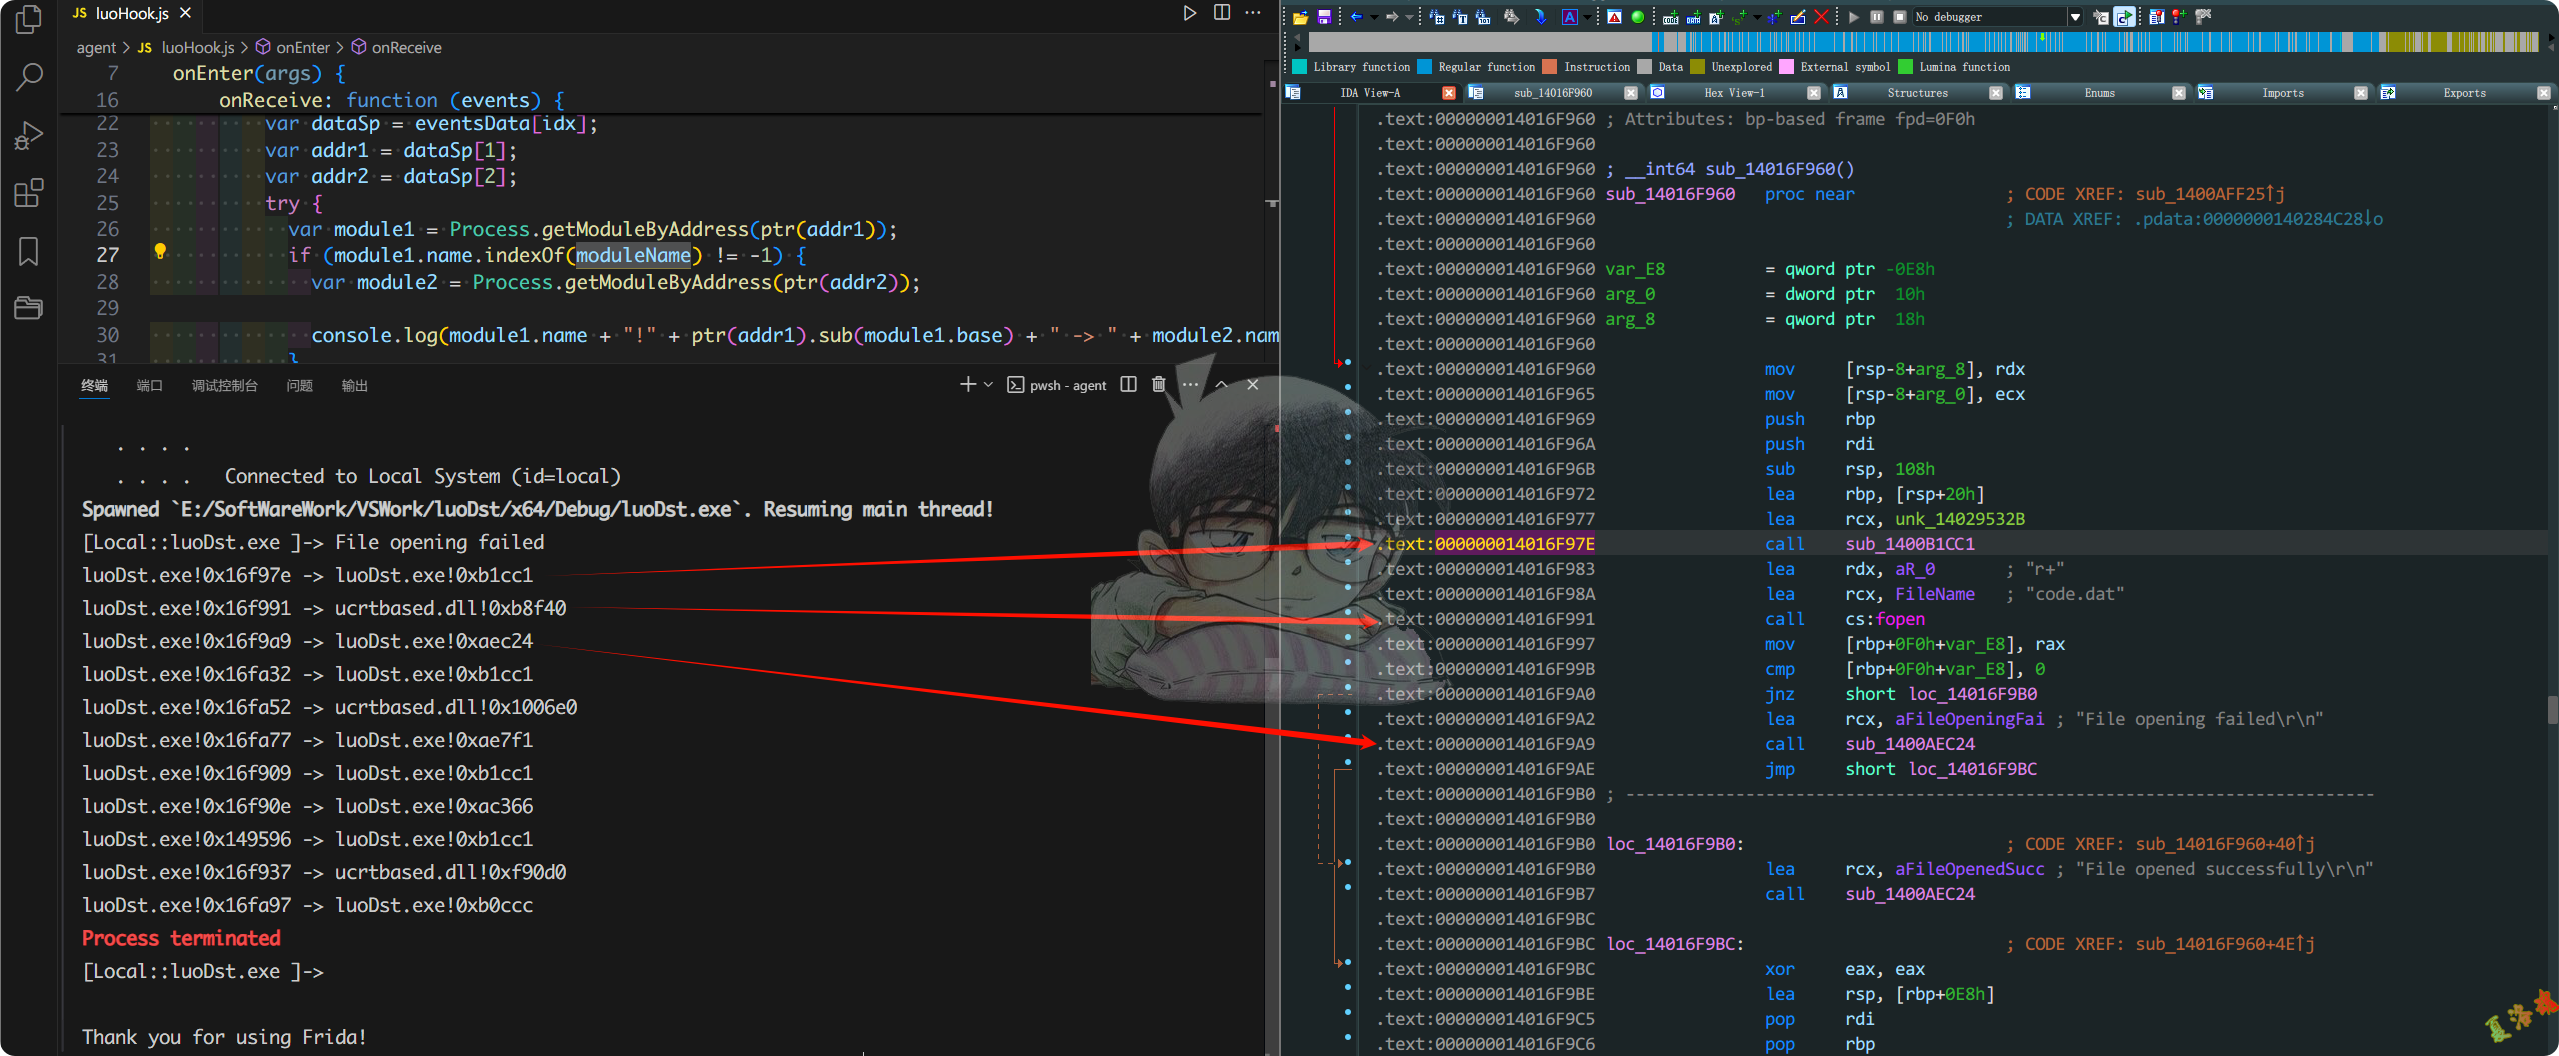 luoHook.js
agent > JS luoHook.js > onEnter > onReceive
7 onEnter(args) {
16 onReceive: function (events) {
22 var dataSp = eventsData[idx];
23 var addr1 = dataSp[1];
24 var addr2 = dataSp[2];
25 try {
26 var module1 = Process.getModuleByAddress(ptr(addr1));
27 if (module1.name.indexOf(moduleName) != -1) {
28 var module2 = Process.getModuleByAddress(ptr(addr2));
29
30 console.log(module1.name + "!" + ptr(addr1).sub(module1.base) + " -> " + module2.nam
31 }
终端 端口 调试控制台 问题 输出
pwsh - agent
. . . .
. . . . Connected to Local System (id=local)
Spawned `E:/SoftWareWork/VSWork/luoDst/x64/Debug/luoDst.exe`. Resuming main thread!
[Local::luoDst.exe ]-> File opening failed
luoDst.exe!0x16f97e -> luoDst.exe!0xb1cc1
luoDst.exe!0x16f991 -> ucrtbased.dll!0xb8f40
luoDst.exe!0x16f9a9 -> luoDst.exe!0xaec24
luoDst.exe!0x16fa32 -> luoDst.exe!0xb1cc1
luoDst.exe!0x16fa52 -> ucrtbased.dll!0x1006e0
luoDst.exe!0x16fa77 -> luoDst.exe!0xae7f1
luoDst.exe!0x16f909 -> luoDst.exe!0xb1cc1
luoDst.exe!0x16f90e -> luoDst.exe!0xac366
luoDst.exe!0x149596 -> luoDst.exe!0xb1cc1
luoDst.exe!0x16f937 -> ucrtbased.dll!0xf90d0
luoDst.exe!0x16fa97 -> luoDst.exe!0xb0ccc
Process terminated
[Local::luoDst.exe ]->
Thank you for using Frida!
No debugger
Library function Regular function Instruction Data Unexplored External symbol Lumina function
IDA View-A sub_14016F960 Hex View-1 Structures Enums Imports Exports
.text:000000014016F960 ; Attributes: bp-based frame fpd=0F0h
.text:000000014016F960
.text:000000014016F960 ; __int64 sub_14016F960()
.text:000000014016F960 sub_14016F960 proc near ; CODE XREF: sub_1400AFF25↑j
.text:000000014016F960 ; DATA XREF: .pdata:0000000140284C28↓o
.text:000000014016F960
.text:000000014016F960 var_E8 = qword ptr -0E8h
.text:000000014016F960 arg_0 = dword ptr 10h
.text:000000014016F960 arg_8 = qword ptr 18h
.text:000000014016F960
.text:000000014016F960 mov [rsp-8+arg_8], rdx
.text:000000014016F965 mov [rsp-8+arg_0], ecx
.text:000000014016F969 push rbp
.text:000000014016F96A push rdi
.text:000000014016F96B sub rsp, 108h
.text:000000014016F972 lea rbp, [rsp+20h]
.text:000000014016F977 lea rcx, unk_14029532B
.text:000000014016F97E call sub_1400B1CC1
.text:000000014016F983 lea rdx, aR_0 ; "r+"
.text:000000014016F98A lea rcx, FileName ; "code.dat"
.text:000000014016F991 call cs:fopen
.text:000000014016F997 mov [rbp+0F0h+var_E8], rax
.text:000000014016F99B cmp [rbp+0F0h+var_E8], 0
.text:000000014016F9A0 jnz short loc_14016F9B0
.text:000000014016F9A2 lea rcx, aFileOpeningFai ; "File opening failed\r\n"
.text:000000014016F9A9 call sub_1400AEC24
.text:000000014016F9AE jmp short loc_14016F9BC
.text:000000014016F9B0 ; ---------------------------------------------------------------------------
.text:000000014016F9B0
.text:000000014016F9B0 loc_14016F9B0: ; CODE XREF: sub_14016F960+40↑j
.text:000000014016F9B0 lea rcx, aFileOpenedSucc ; "File opened successfully\r\n"
.text:000000014016F9B7 call sub_1400AEC24
.text:000000014016F9BC
.text:000000014016F9BC loc_14016F9BC: ; CODE XREF: sub_14016F960+4E↑j
.text:000000014016F9BC xor eax, eax
.text:000000014016F9BE lea rsp, [rbp+0E8h]
.text:000000014016F9C5 pop rdi
.text:000000014016F9C6 pop rbp